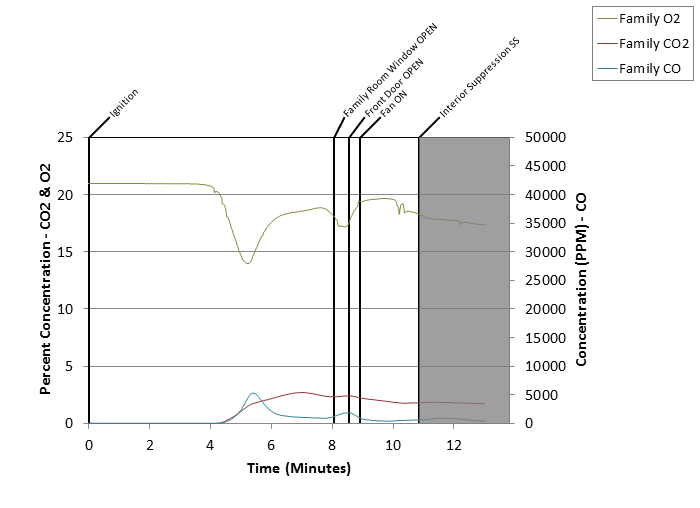 Family O2
Family CO2
Family CO
Ignition
Family Room Window OPEN
Front Door OPEN
Fan ON
Interior Suppression SS
25
20
15
10
5
0
Percent Concentration - CO2 & O2
50000
45000
40000
35000
30000
25000
20000
15000
10000
5000
0
Concentration (PPM) - CO
0 2 4 6 8 10 12
Time (Minutes)